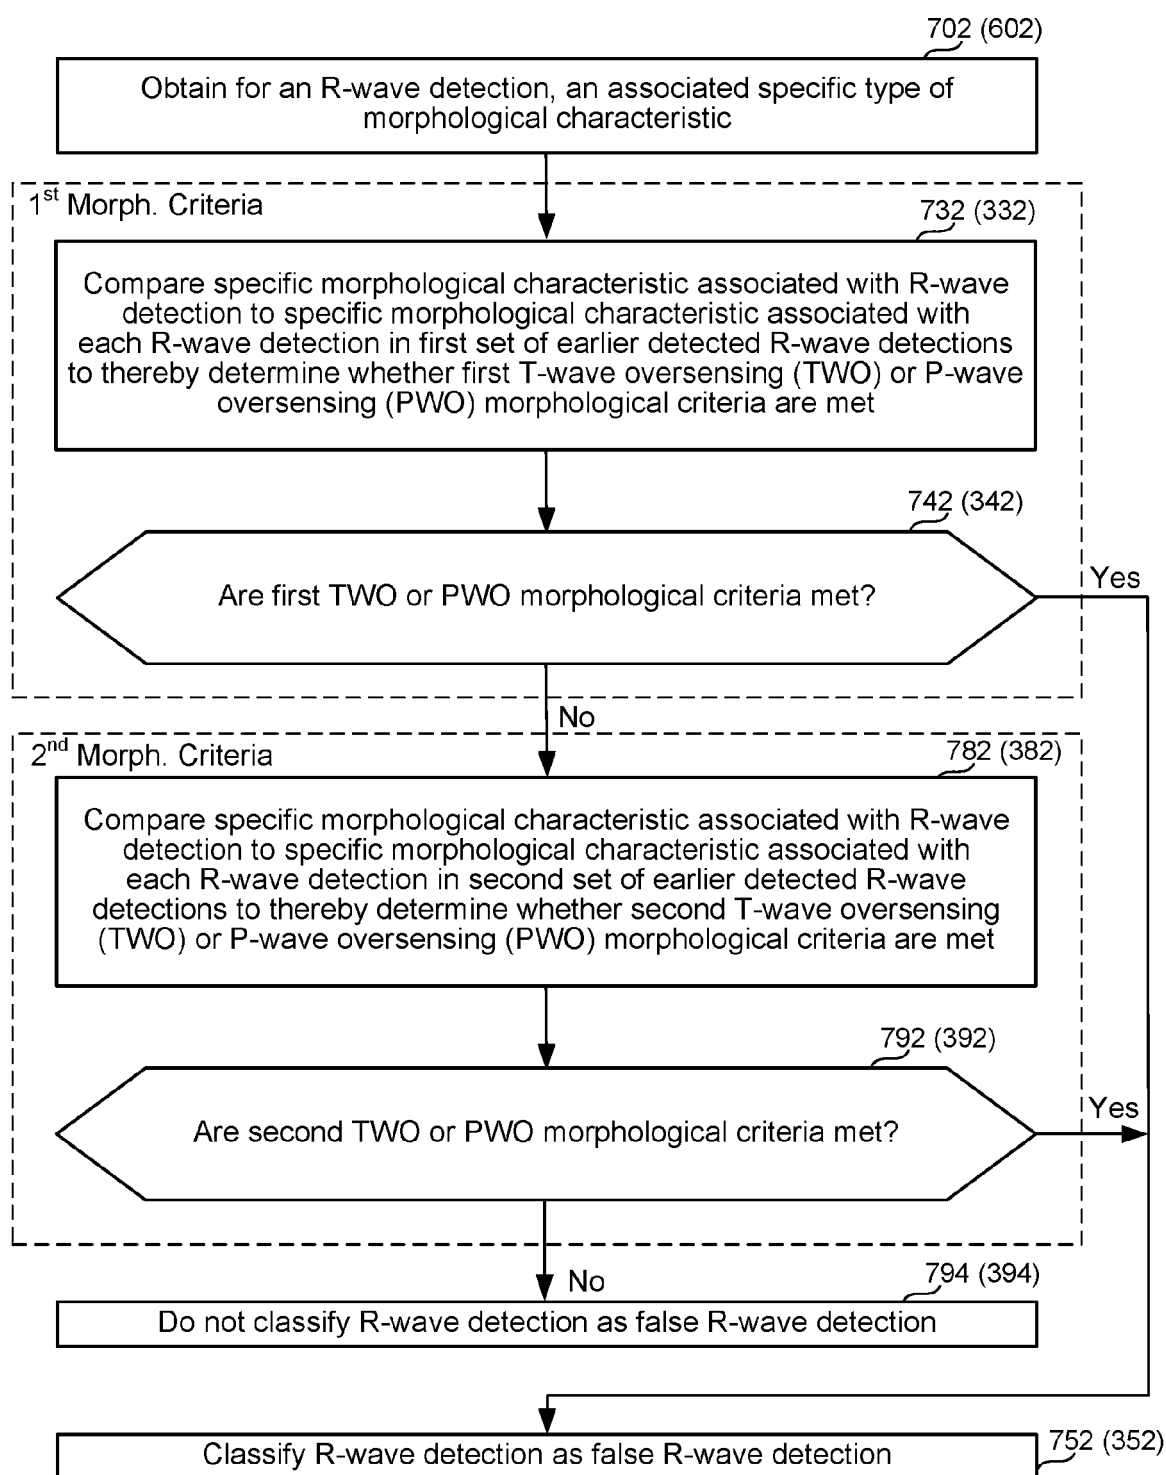 702 (602)
Obtain for an R-wave detection, an associated specific type of
morphological characteristic
1st Morph. Criteria
732 (332)
Compare specific morphological characteristic associated with R-wave
detection to specific morphological characteristic associated with
each R-wave detection in first set of earlier detected R-wave detections
to thereby determine whether first T-wave oversensing (TWO) or P-wave
oversensing (PWO) morphological criteria are met
742 (342)
Are first TWO or PWO morphological criteria met?
Yes
No
2nd Morph. Criteria
782 (382)
Compare specific morphological characteristic associated with R-wave
detection to specific morphological characteristic associated with
each R-wave detection in second set of earlier detected R-wave
detections to thereby determine whether second T-wave oversensing
(TWO) or P-wave oversensing (PWO) morphological criteria are met
792 (392)
Are second TWO or PWO morphological criteria met?
Yes
No
794 (394)
Do not classify R-wave detection as false R-wave detection
Classify R-wave detection as false R-wave detection
752 (352)